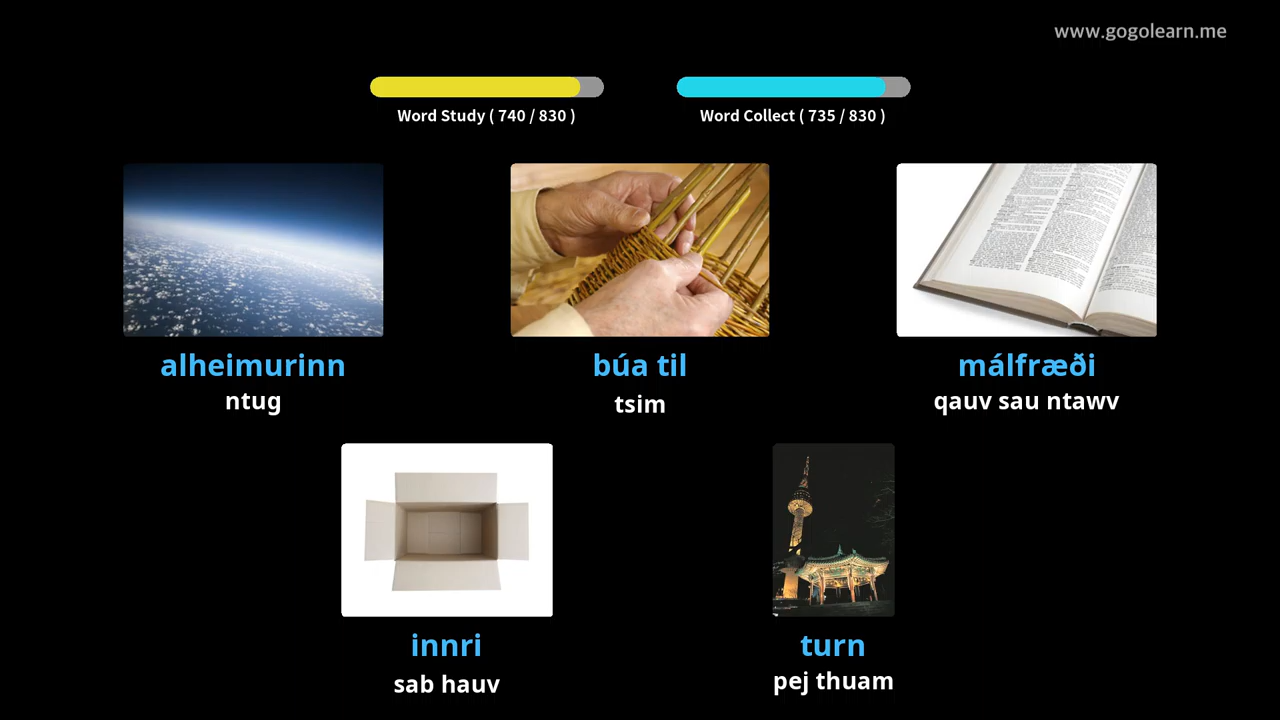 www.gogolearn.me
Word Study ( 740 / 830 )
Word Collect ( 735 / 830 )
alheimurinn
ntug
búa til
tsim
málfræði
qauv sau ntawv
innri
sab hauv
turn
pej thuam